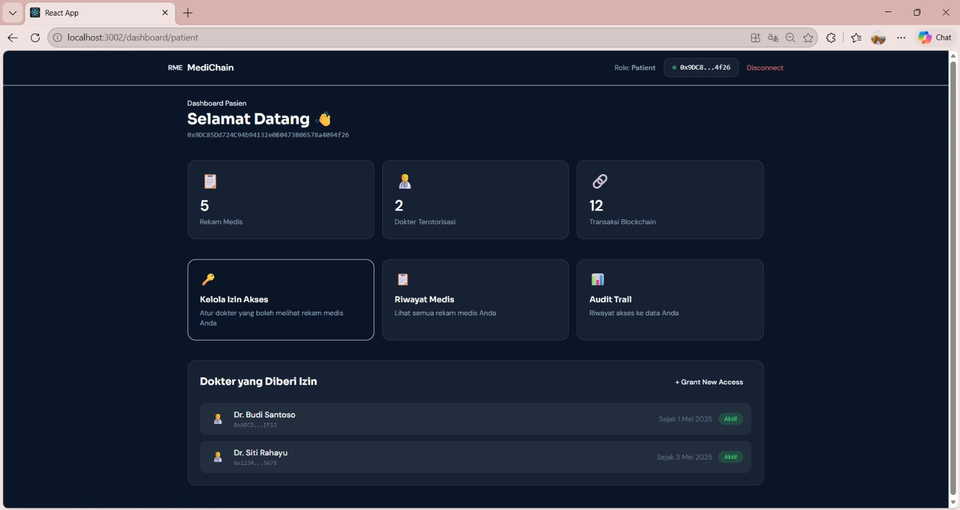 React App
localhost:3002/dashboard/patient
Chat
RME MediChain
Role: Patient
0x9DC8...4f26
Disconnect
Dashboard Pasien
Selamat Datang
5
Rekam Medis
2
Dokter Terotorisasi
12
Transaksi Blockchain
Kelola Izin Akses
Atur dokter yang boleh melihat rekam medis
Anda
Riwayat Medis
Lihat semua rekam medis Anda
Audit Trail
Riwayat akses ke data Anda
Dokter yang Diberi Izin
+ Grant New Access
Dr. Budi Santoso
0xABCD...EF12
Sejak 1 Mei 2025
Aktif
Dr. Siti Rahayu
0x1234...5678
Sejak 3 Mei 2025
Aktif